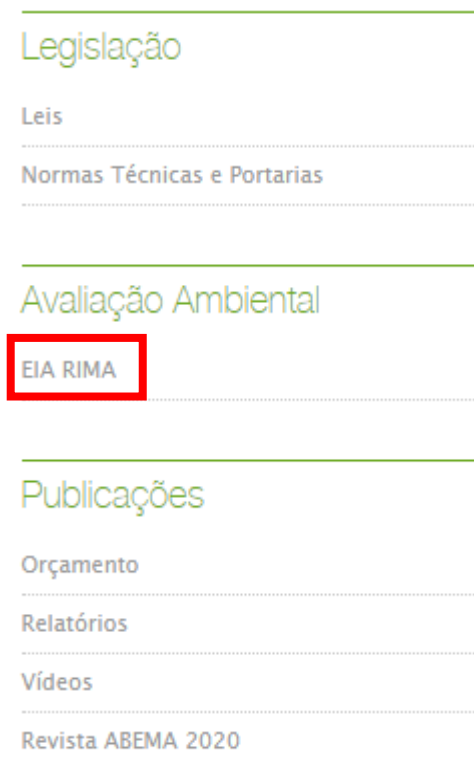 Legislação
Leis
Normas Técnicas e Portarias
Avaliação Ambiental
EIA RIMA
Publicações
Orçamento
Relatórios
Vídeos
Revista ABEMA 2020